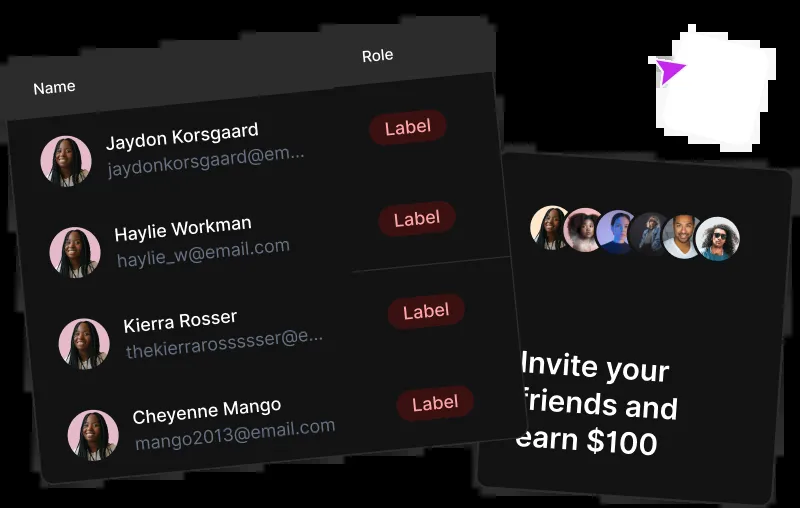 Name
Role
Jaydon Korsgaard
jaydonkorsgaard@em...
Label
Haylie Workman
haylie_w@email.com
Label
Kierra Rosser
thekierrarossssser@e...
Label
Cheyenne Mango
mango2013@email.com
Label
Invite your
friends and
earn $100